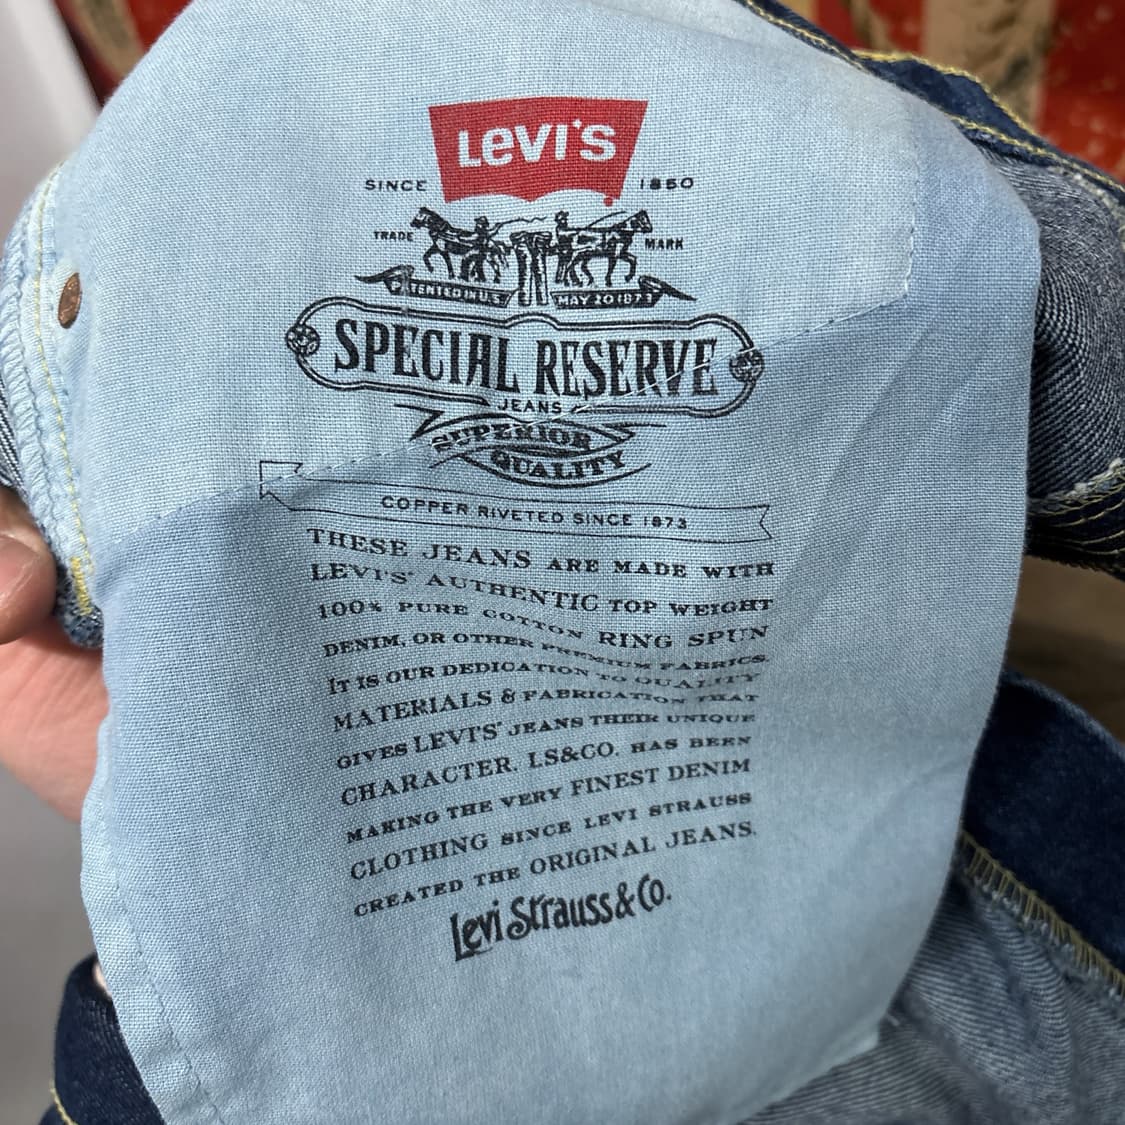 LEVI'S
SINCE 1850
TRADE MARK
PATENTED IN U.S. MAY 20 1873
SPECIAL RESERVE
JEANS
SUPERIOR
QUALITY
COPPER RIVETED SINCE 1873
THESE JEANS ARE MADE WITH
LEVI'S® AUTHENTIC TOP WEIGHT
100% PURE COTTON RING SPUN
DENIM, OR OTHER PREMIUM FABRICS.
IT IS OUR DEDICATION TO QUALITY
MATERIALS & FABRICATION THAT
GIVES LEVI'S® JEANS THEIR UNIQUE
CHARACTER. LS&CO. HAS BEEN
MAKING THE VERY FINEST DENIM
CLOTHING SINCE LEVI STRAUSS
CREATED THE ORIGINAL JEANS.
Levi Strauss & Co.